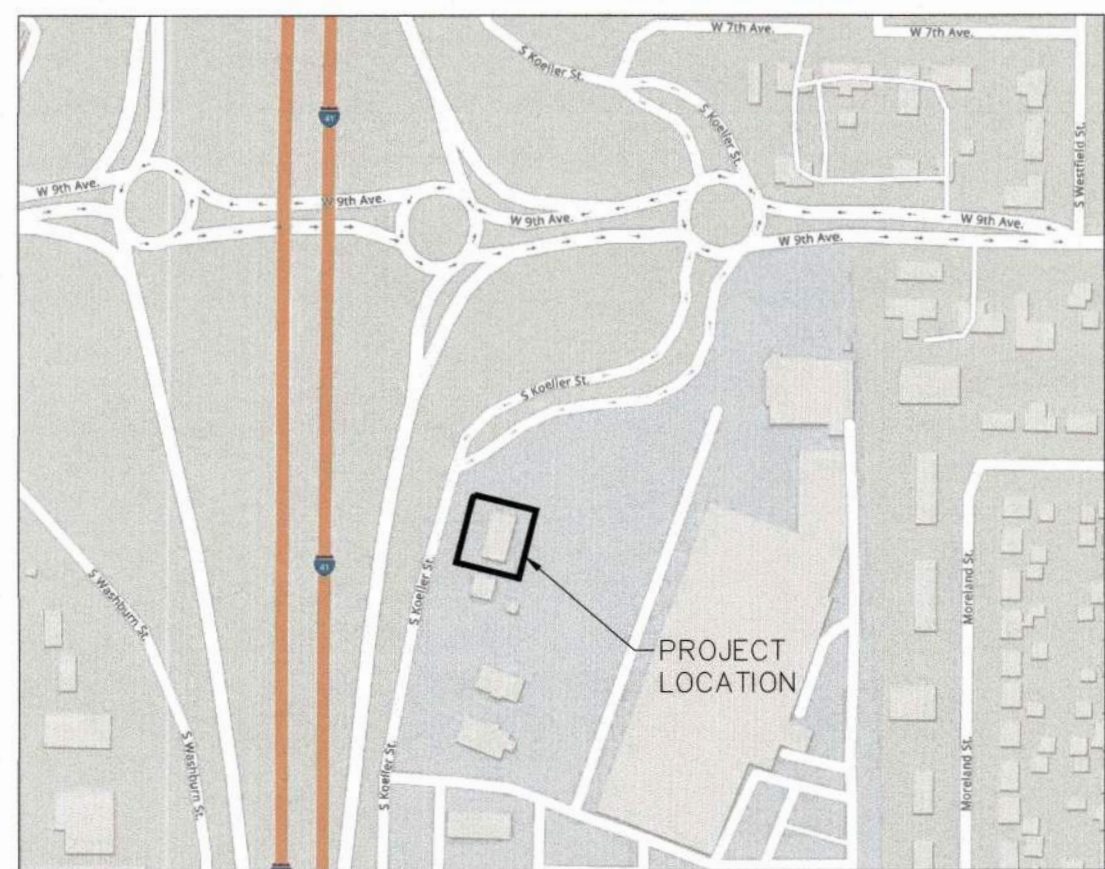 W 7th Ave.
W 7th Ave.
S Koeller St.
S Koeller St.
S Westfield St.
41
W 9th Ave.
W 9th Ave.
W 9th Ave.
W 9th Ave.
W 9th Ave.
S Koeller St.
41
S Koeller St.
S Washburn St.
Moreland St.
PROJECT
LOCATION
S Washburn St.
S Koeller St.
Moreland St.